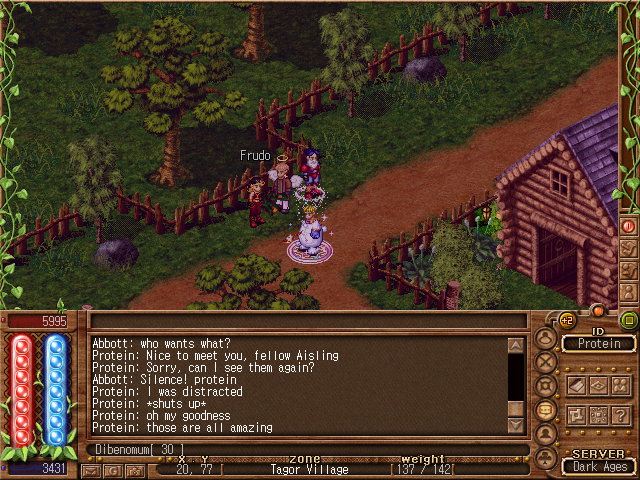 Frudo
5995
3431
Abbott: who wants what?
Protein: Nice to meet you, fellow Aisling
Protein: Sorry, can I see them again?
Abbott: Silence! protein
Protein: I was distracted
Protein: *shuts up*
Protein: oh my goodness
Protein: those are all amazing
Dibenomum[ 30 ]
X Y zone weight
20, 77 Tagor Village 137 / 142
+2
ID
Protein
G
?
SERVER
Dark Ages